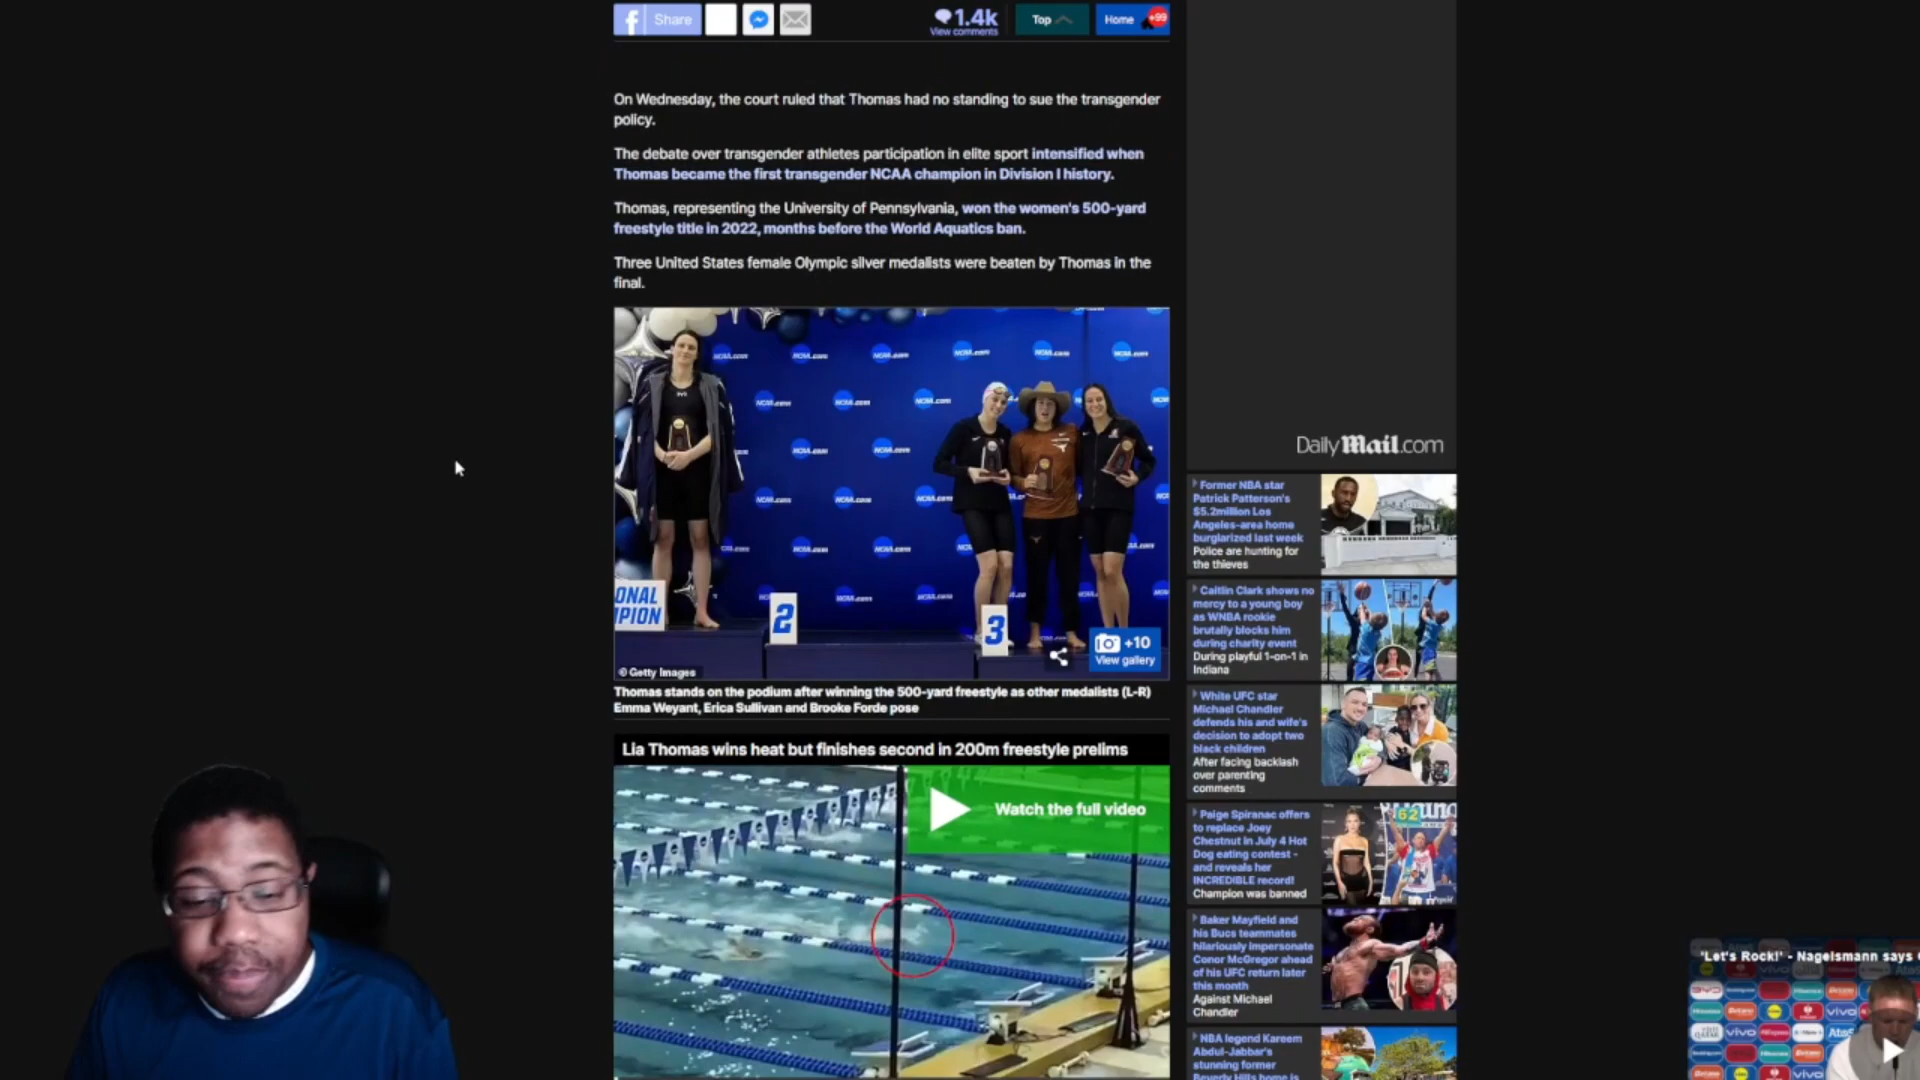 Share
1.4k
View comments
Top
Home
+99
On Wednesday, the court ruled that Thomas had no standing to sue the transgender
policy.
The debate over transgender athletes participation in elite sport intensified when
Thomas became the first transgender NCAA champion in Division I history.
Thomas, representing the University of Pennsylvania, won the women's 500-yard
freestyle title in 2022, months before the World Aquatics ban.
Three United States female Olympic silver medalists were beaten by Thomas in the
final.
ONAL
IPION
2
3
+10
View gallery
© Getty Images
Thomas stands on the podium after winning the 500-yard freestyle as other medalists (L-R)
Emma Weyant, Erica Sullivan and Brooke Forde pose
Lia Thomas wins heat but finishes second in 200m freestyle prelims
Watch the full video
Daily Mail.com
Former NBA star
Patrick Patterson's
$5.2million Los
Angeles-area home
burglarized last week
Police are hunting for
the thieves
Caitlin Clark shows no
mercy to a young boy
as WNBA rookie
brutally blocks him
during charity event
During playful 1-on-1 in
Indiana
White UFC star
Michael Chandler
defends his and wife's
decision to adopt two
black children
After facing backlash
over parenting
comments
Paige Spiranac offers
to replace Joey
Chestnut in July 4 Hot
Dog eating contest -
and reveals her
INCREDIBLE record!
Champion was banned
62
Baker Mayfield and
his Bucs teammates
hilariously impersonate
Conor McGregor ahead
of his UFC return later
this month
Against Michael
Chandler
NBA legend Kareem
Abdul-Jabbar's
stunning former
Beverly Hills home is
'Let's Rock!' - Nagelsmann says